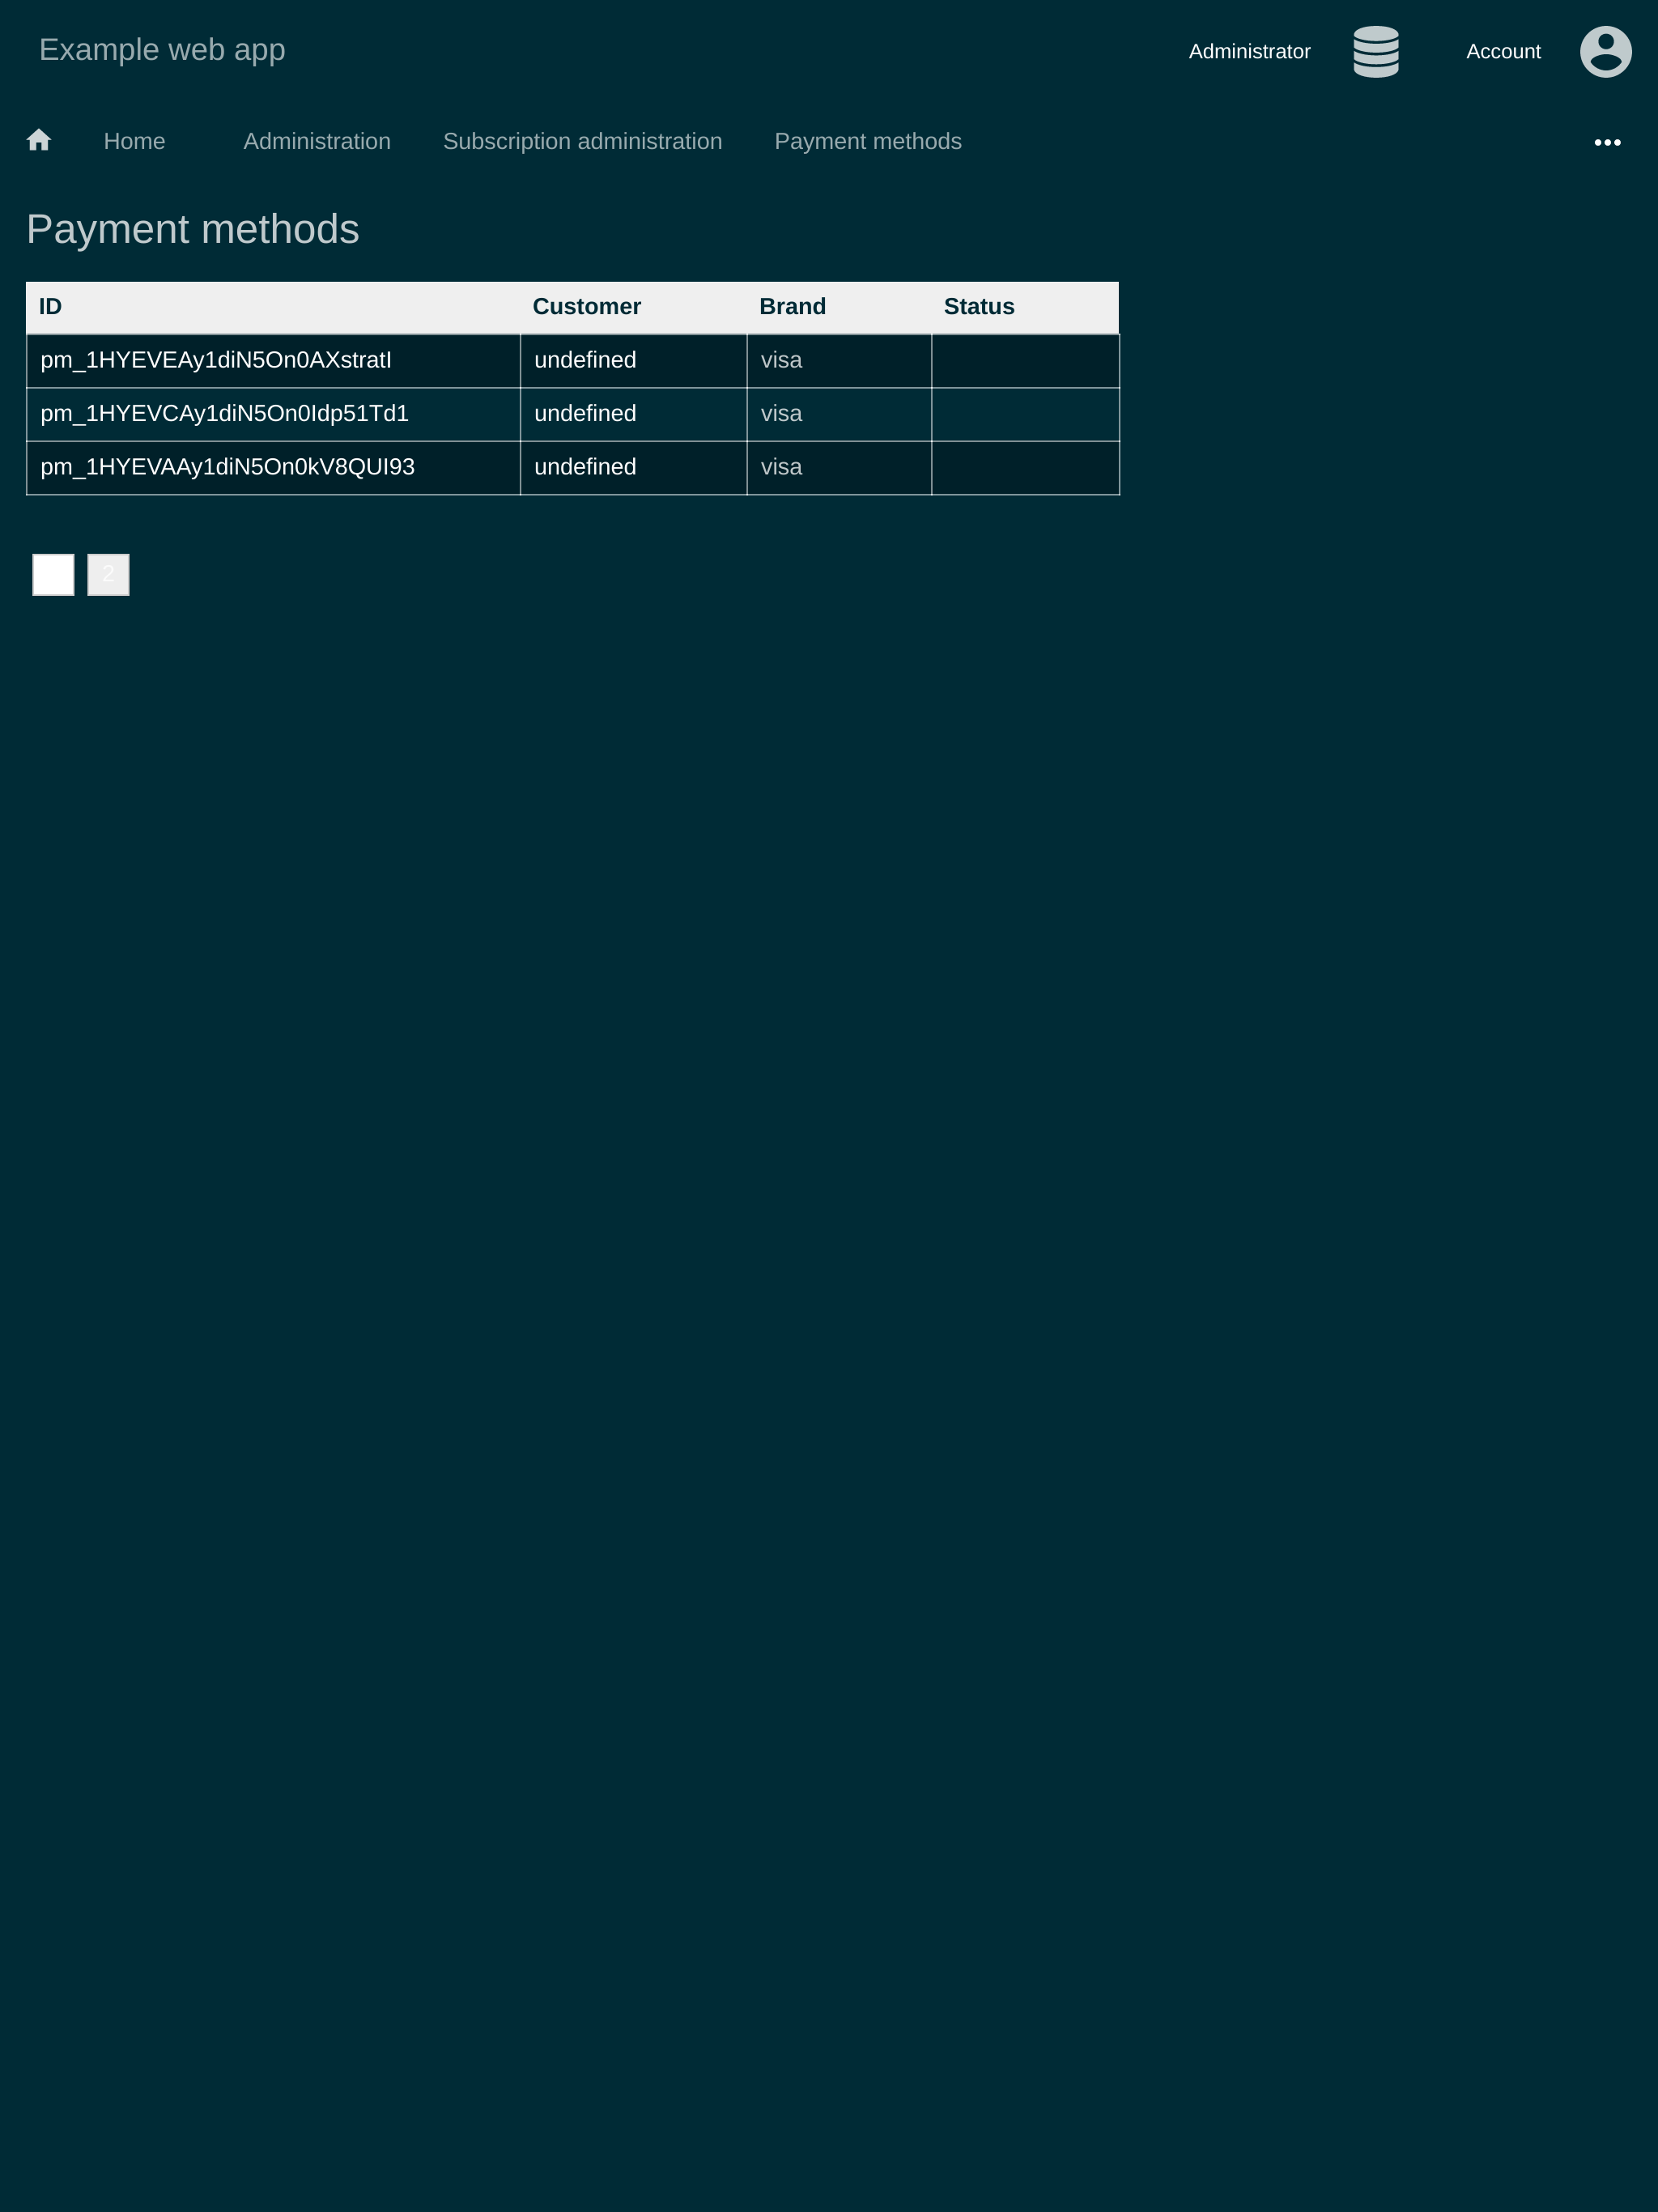 Example web app
Administrator Account
Home Administration Subscription administration Payment methods
Payment methods
ID Customer Brand Status
pm_1HYEVEAy1diN5On0AXstratI undefined visa
pm_1HYEVCAy1diN5On0Idp51Td1 undefined visa
pm_1HYEVAAy1diN5On0kV8QUI93 undefined visa
2